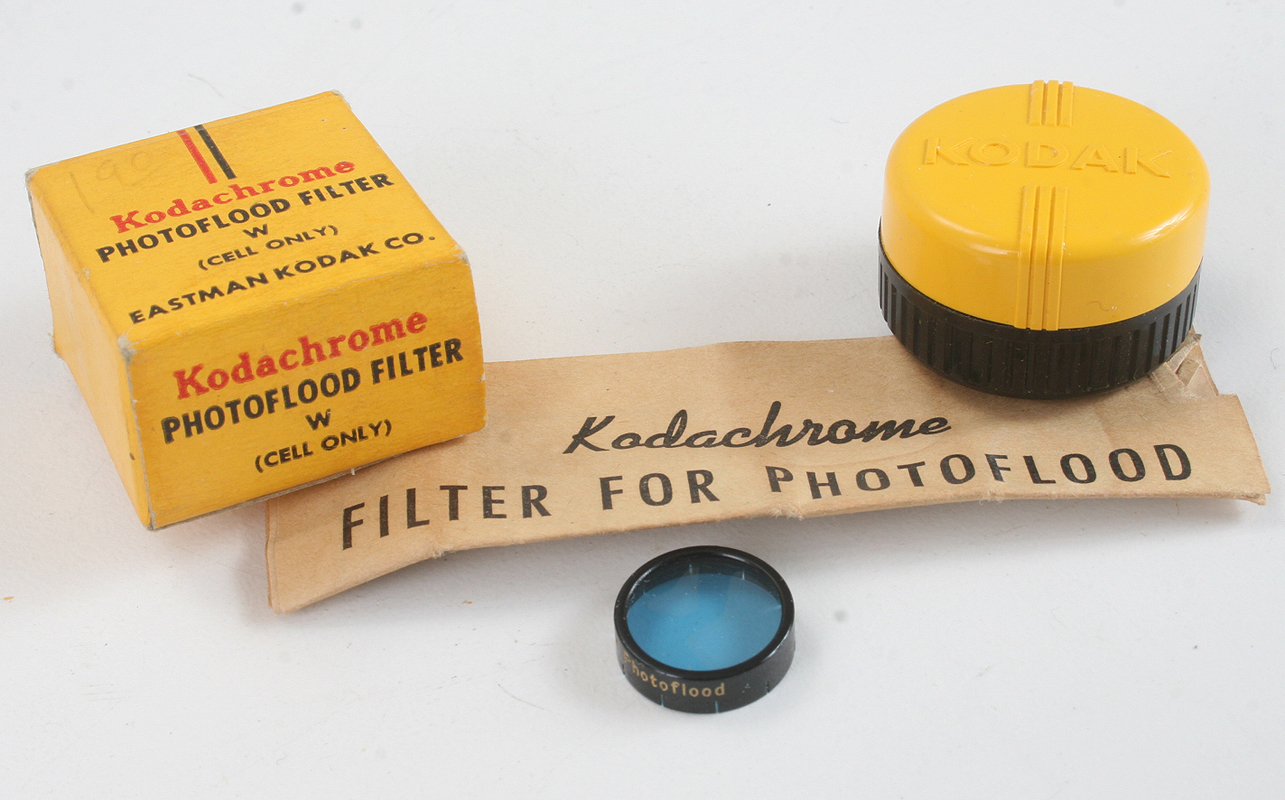 Kodachrome
PHOTOFLOOD FILTER
W
(CELL ONLY)
EASTMAN KODAK CO.
Kodachrome
PHOTOFLOOD FILTER
W
(CELL ONLY)
KODAK
Kodachrome
FILTER FOR PHOTOFLOOD
Photoflood